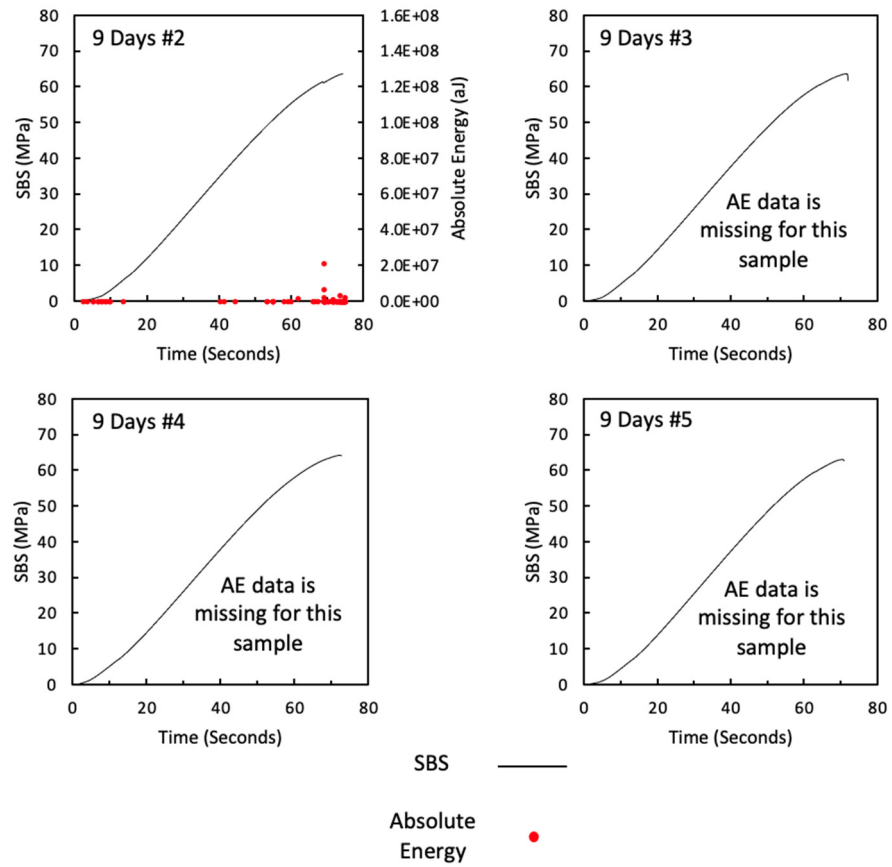 9 Days #2
SBS (MPa)
80
70
60
50
40
30
20
10
0
1.6E+08
1.4E+08
1.2E+08
1.0E+08
8.0E+07
6.0E+07
4.0E+07
2.0E+07
0.0E+00
Absolute Energy (aJ)
0 20 40 60 80
Time (Seconds)
9 Days #3
SBS (MPa)
80
70
60
50
40
30
20
10
0
AE data is
missing for this
sample
0 20 40 60 80
Time (Seconds)
9 Days #4
SBS (MPa)
80
70
60
50
40
30
20
10
0
AE data is
missing for this
sample
0 20 40 60 80
Time (Seconds)
9 Days #5
SBS (MPa)
80
70
60
50
40
30
20
10
0
AE data is
missing for this
sample
0 20 40 60 80
Time (Seconds)
SBS
Absolute
Energy